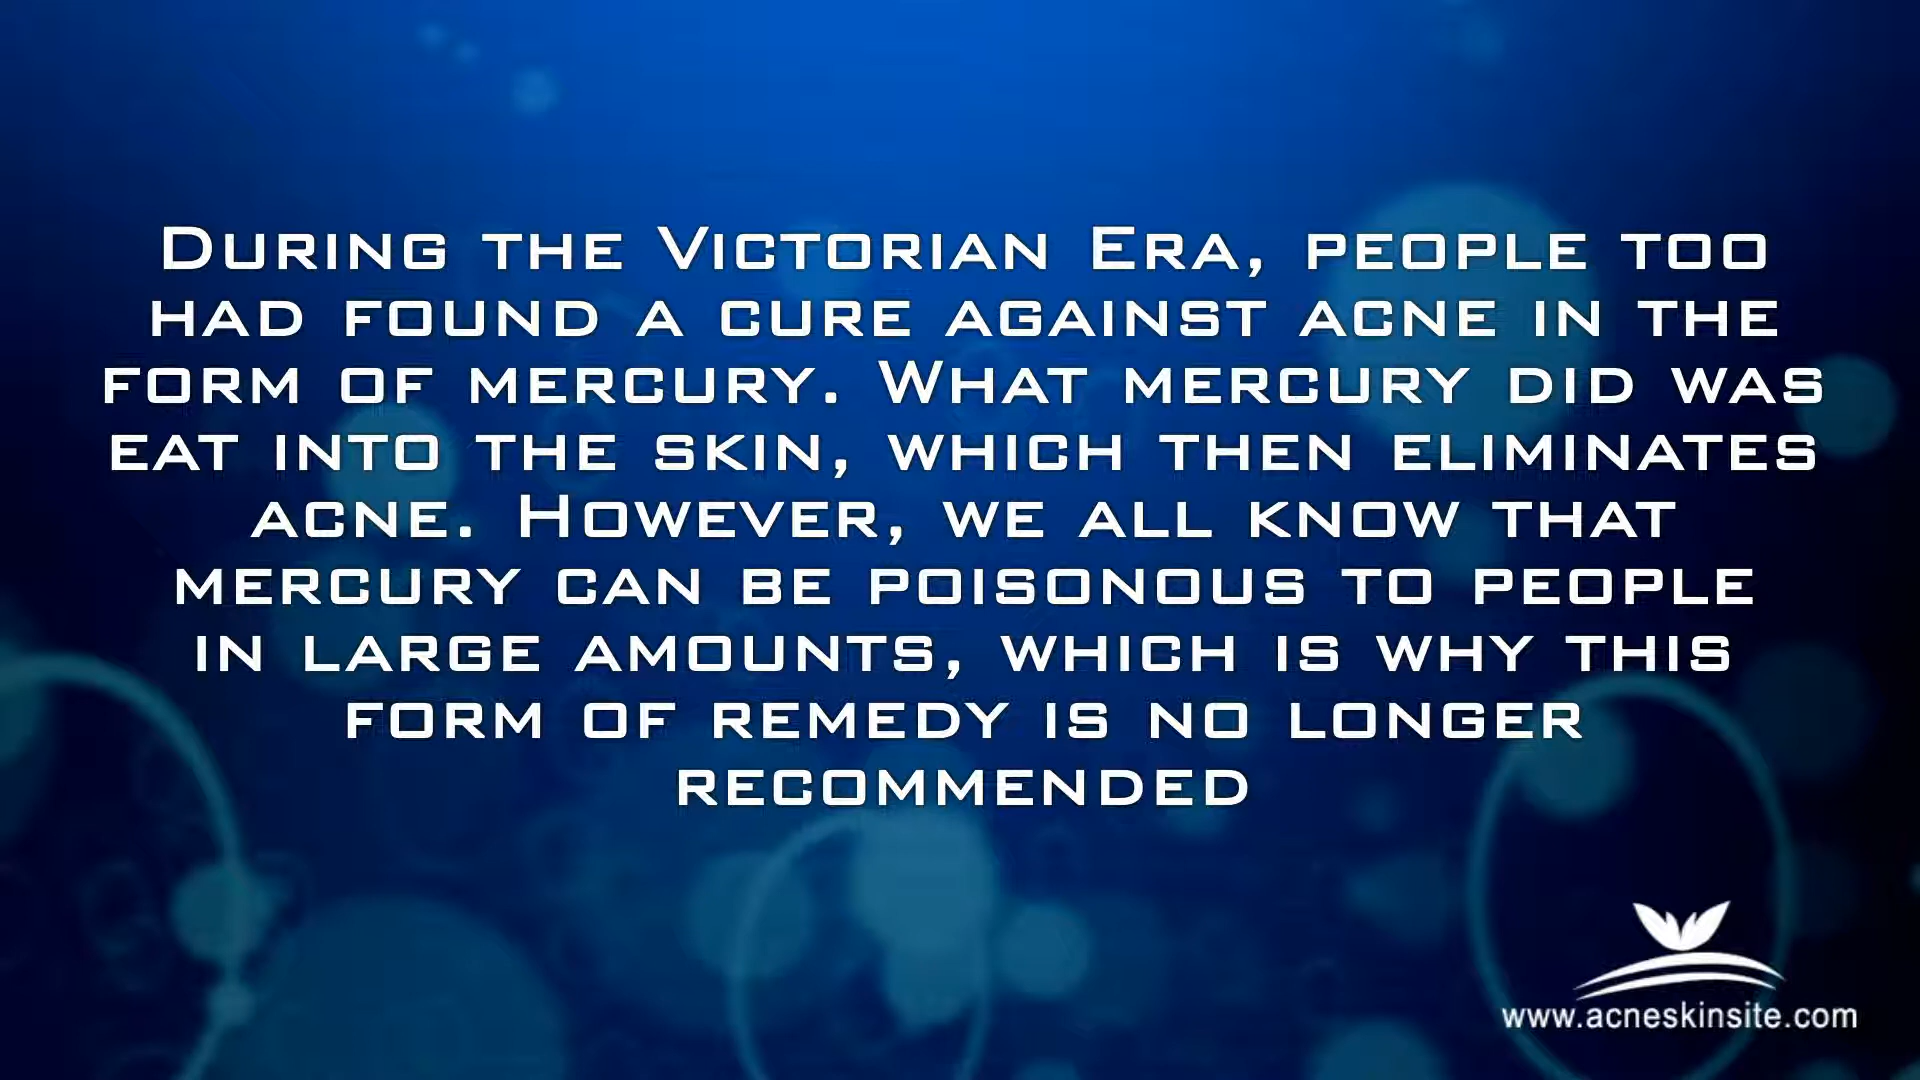 During the Victorian Era, people too
had found a cure against acne in the
form of mercury. What mercury did was
eat into the skin, which then eliminates
acne. However, we all know that
mercury can be poisonous to people
in large amounts, which is why this
form of remedy is no longer
recommended
www.acneskinsite.com